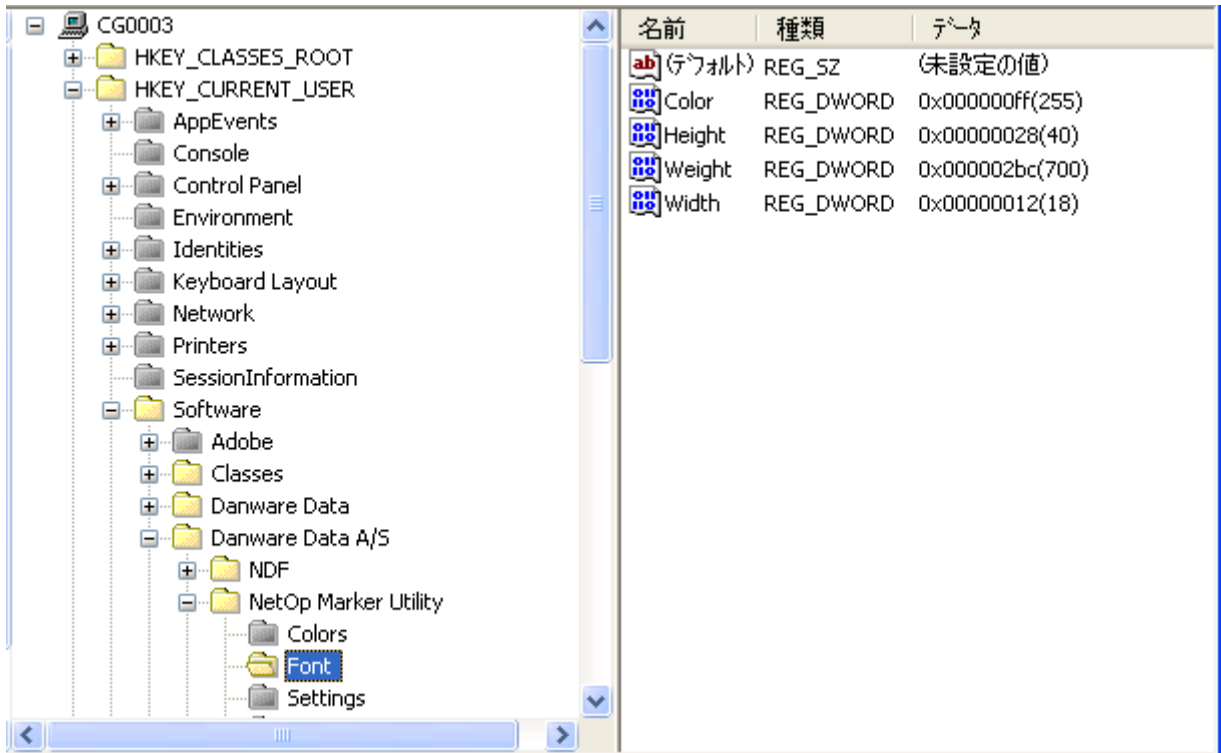 CG0003
HKEY_CLASSES_ROOT
HKEY_CURRENT_USER
AppEvents
Console
Control Panel
Environment
Identities
Keyboard Layout
Network
Printers
SessionInformation
Software
Adobe
Classes
Danware Data
Danware Data A/S
NDF
NetOp Marker Utility
Colors
Font
Settings
名前 種類 ﾃﾞｰﾀ
(ﾃﾞﾌｫﾙﾄ) REG_SZ (未設定の値)
Color REG_DWORD 0x000000ff(255)
Height REG_DWORD 0x00000028(40)
Weight REG_DWORD 0x000002bc(700)
Width REG_DWORD 0x00000012(18)